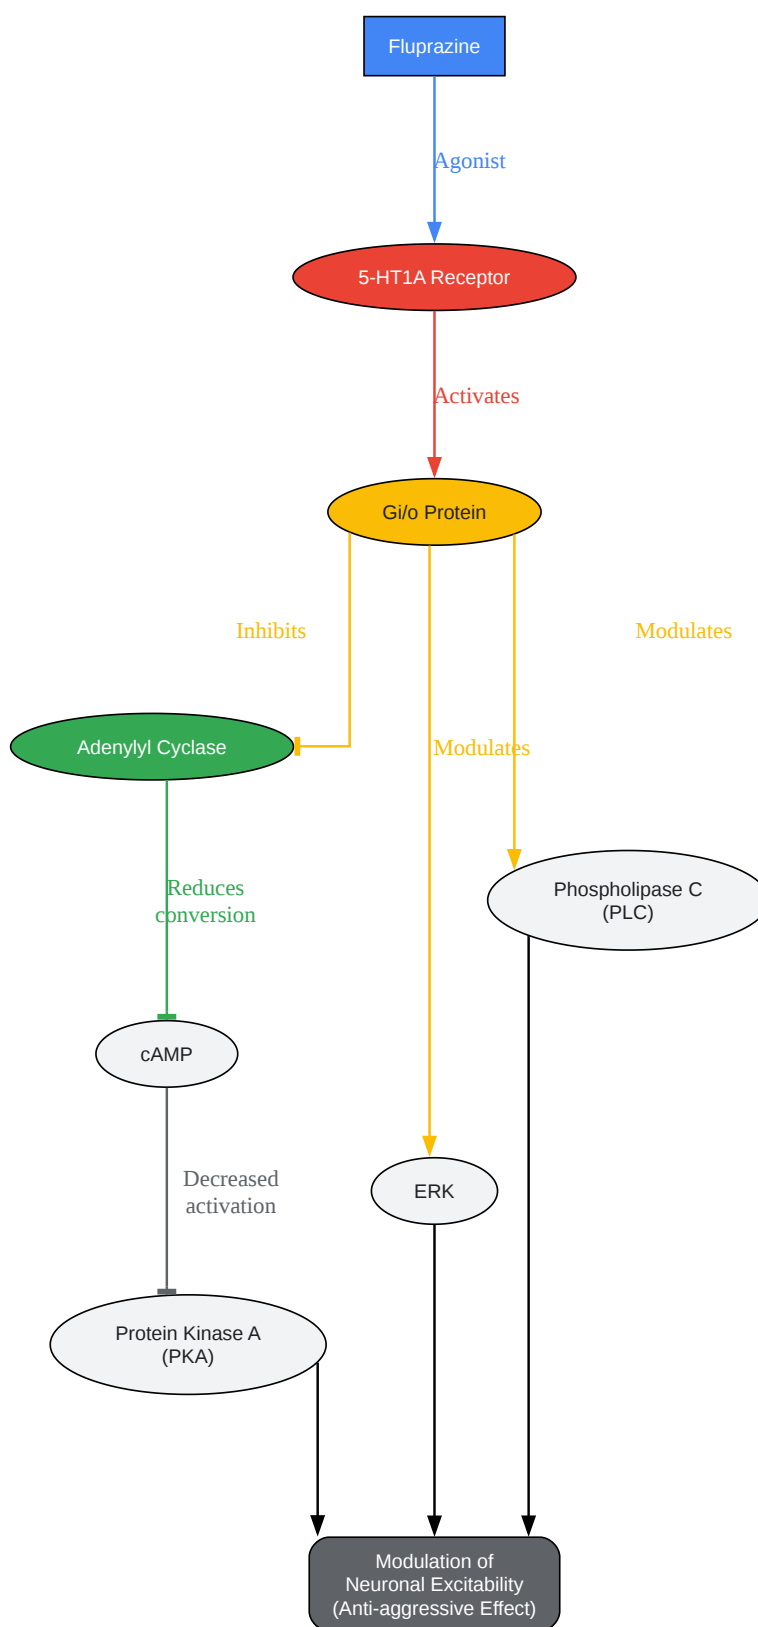 Fluprazine
Agonist
5-HT1A Receptor
Activates
Gi/o Protein
Inhibits
Modulates
Adenylyl Cyclase
Modulates
Reduces
conversion
Phospholipase C
(PLC)
cAMP
Decreased
activation
ERK
Protein Kinase A
(PKA)
Modulation of
Neuronal Excitability
(Anti-aggressive Effect)